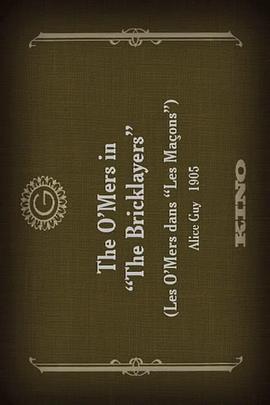 The O'Mers in
"The Bricklayers"
(Les O'Mers dans "Les Maçons")
Alice Guy 1905
G
KINO